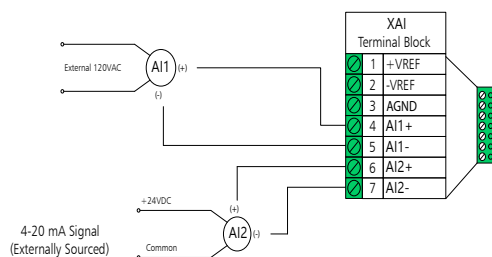 XAI
Terminal Block
1 +VREF
2 -VREF
3 AGND
4 AI1+
5 AI1-
6 AI2+
7 AI2-
External 120VAC
AI1
(+)
(-)
+24VDC
(+)
AI2
(-)
Common
4-20 mA Signal
(Externally Sourced)